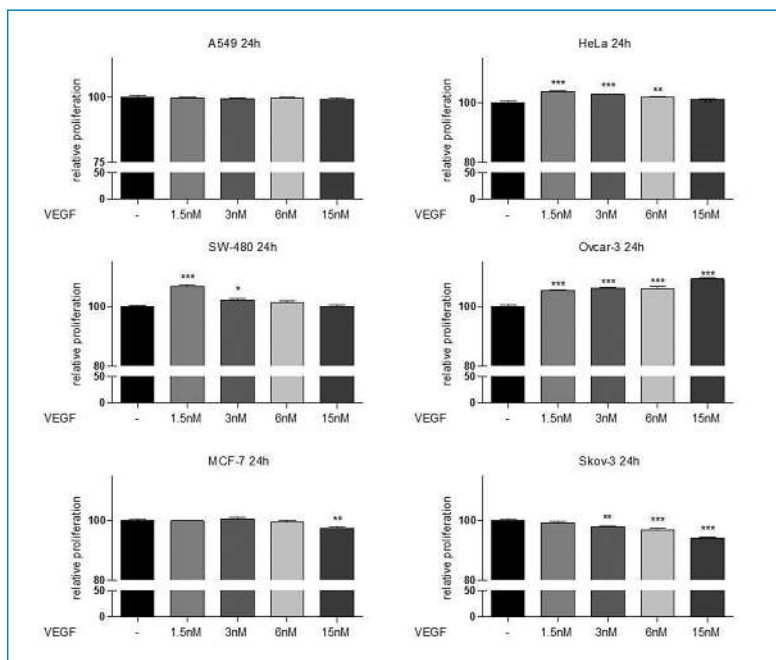 A549 24h
relative proliferation
100
75
50
0
VEGF - 1.5nM 3nM 6nM 15nM
HeLa 24h
relative proliferation
*** *** **
100
80
50
0
VEGF - 1.5nM 3nM 6nM 15nM
SW-480 24h
relative proliferation
*** *
100
80
50
0
VEGF - 1.5nM 3nM 6nM 15nM
Ovcar-3 24h
relative proliferation
*** *** *** ***
100
80
50
0
VEGF - 1.5nM 3nM 6nM 15nM
MCF-7 24h
relative proliferation
**
100
80
50
0
VEGF - 1.5nM 3nM 6nM 15nM
Skov-3 24h
relative proliferation
** *** ***
100
80
50
0
VEGF - 1.5nM 3nM 6nM 15nM